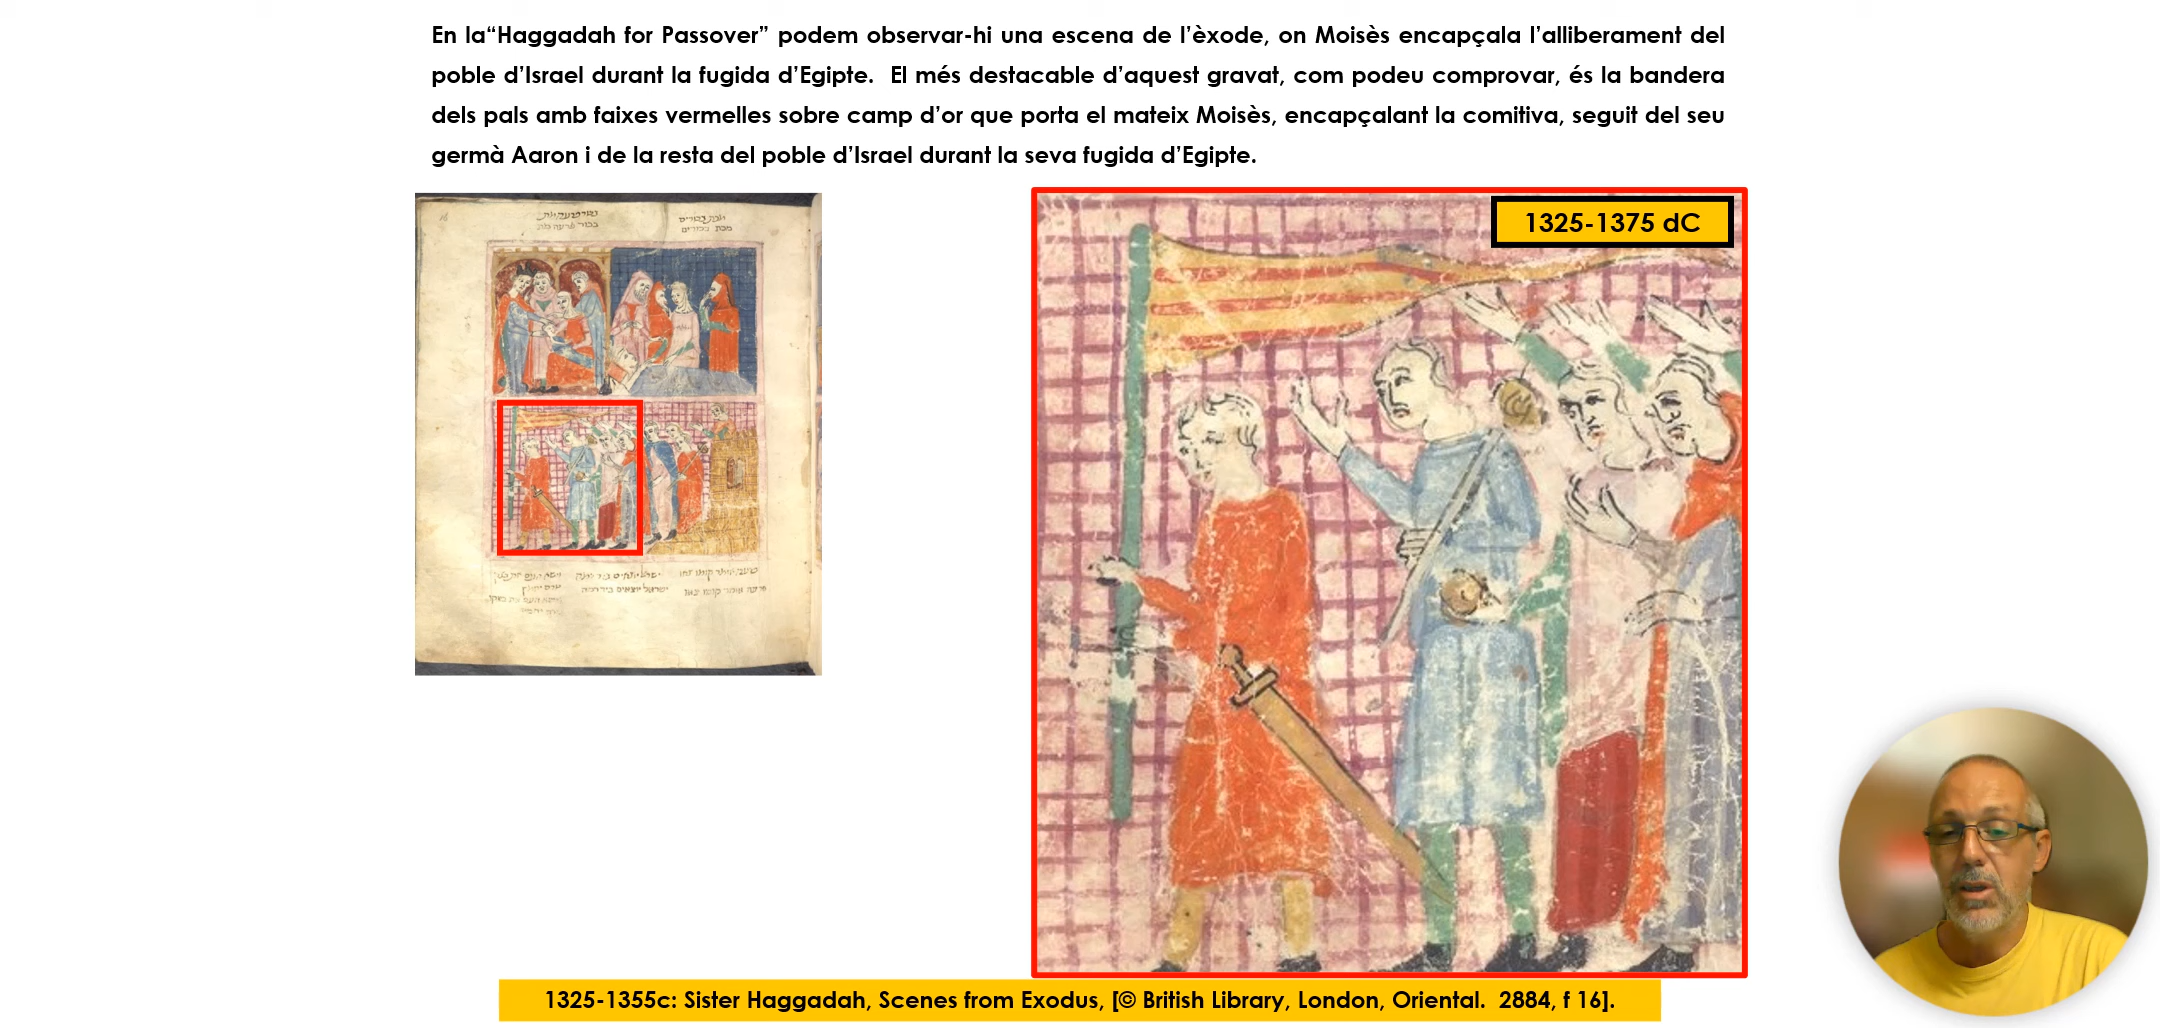 En la“Haggadah for Passover” podem observar-hi una escena de l’èxode, on Moisès encapçala l’alliberament del
poble d’Israel durant la fugida d’Egipte.  El més destacable d’aquest gravat, com podeu comprovar, és la bandera
dels pals amb faixes vermelles sobre camp d’or que porta el mateix Moisès, encapçalant la comitiva, seguit del seu
germà Aaron i de la resta del poble d’Israel durant la seva fugida d’Egipte.
מכת בכורים
1325-1375 dC
1325-1355c: Sister Haggadah, Scenes from Exodus, [© British Library, London, Oriental.  2884, f 16].